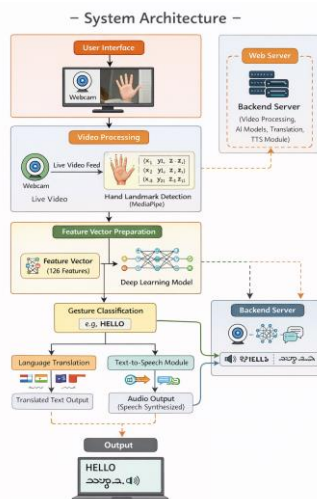 – System Architecture –
User Interface
Webcam
Web Server
Backend Server
(Video Processing,
AI Models, Translation,
TTS Module)
Video Processing
Live Video Feed
Webcam
Live Video
Hand Landmark Detection
(MediaPipe)
Feature Vector Preparation
Feature Vector
(126 Features)
Deep Learning Model
Gesture Classification
e.g, HELLO
Backend Server
Language Translation
Text-to-Speech Module
Translated Text Output
Audio Output
(Speech Synthesized)
Output
HELLO